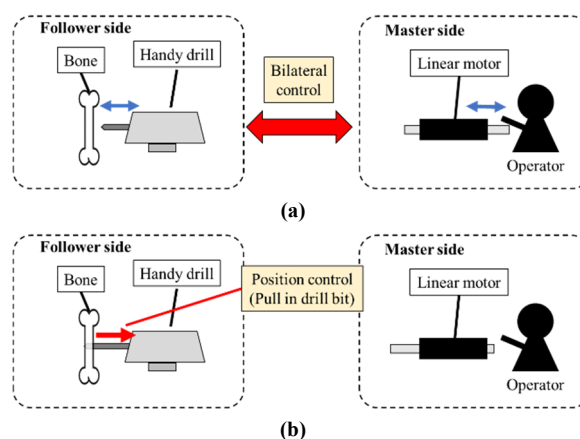 Follower side
Master side
Bone
Handy drill
Bilateral
control
Linear motor
Operator
(a)
Follower side
Master side
Bone
Handy drill
Position control
(Pull in drill bit)
Linear motor
Operator
(b)